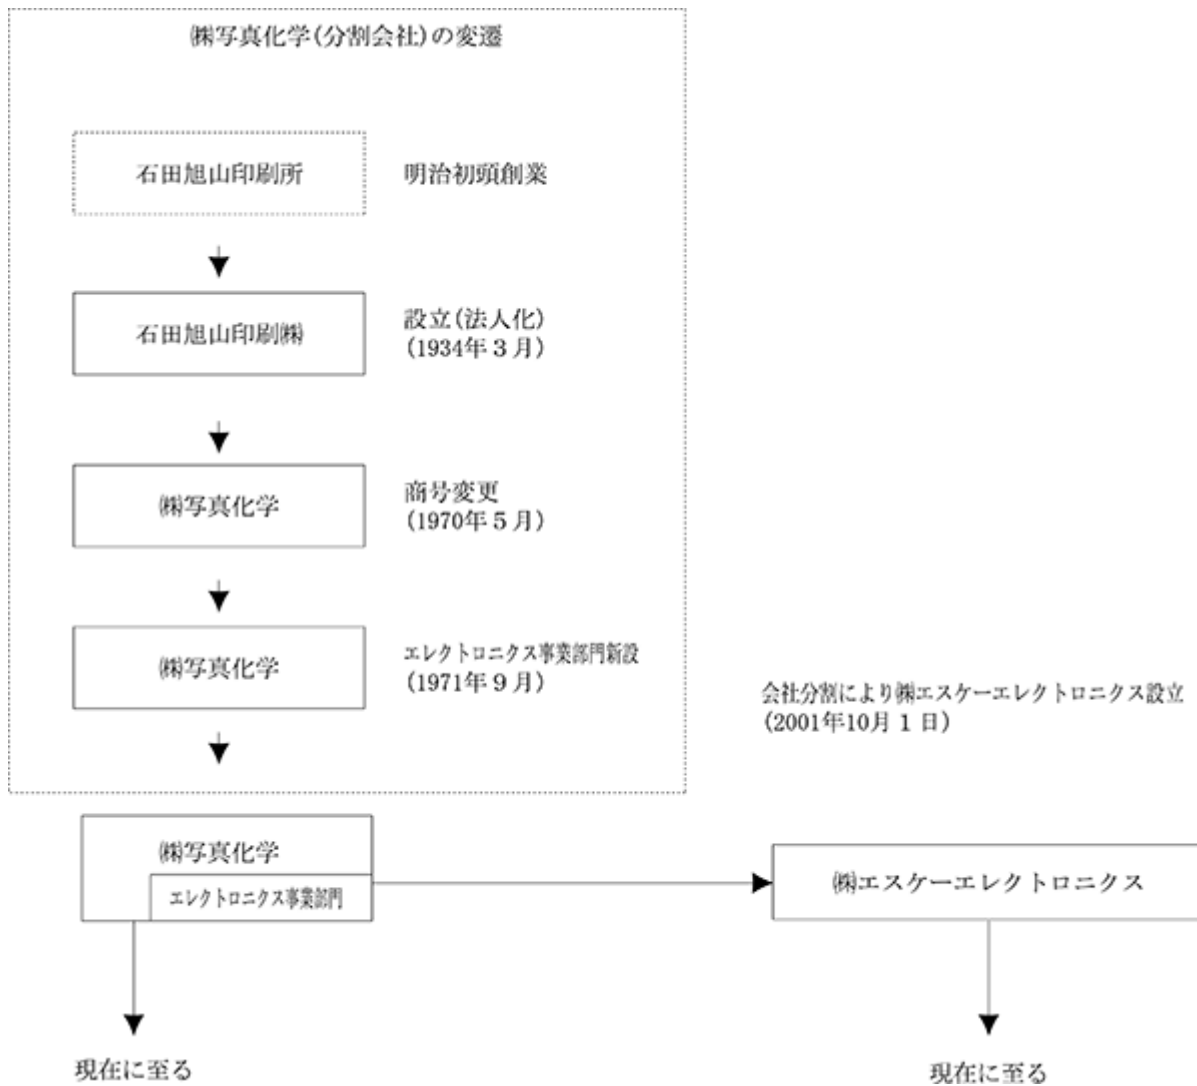 ㈱写真化学(分割会社)の変遷
石田旭山印刷所
明治初頭創業
石田旭山印刷㈱
設立(法人化)
(1934年３月)
㈱写真化学
商号変更
(1970年５月)
㈱写真化学
エレクトロニクス事業部門新設
(1971年９月)
会社分割により㈱エスケーエレクトロニクス設立
(2001年10月１日)
㈱写真化学
エレクトロニクス事業部門
㈱エスケーエレクトロニクス
現在に至る
現在に至る